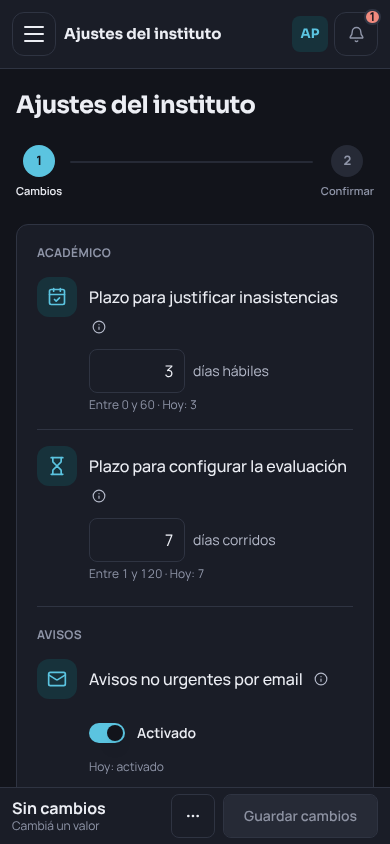 Ajustes del instituto
AP
1
Ajustes del instituto
1
2
Cambios
Confirmar
ACADÉMICO
Plazo para justificar inasistencias
3
días hábiles
Entre 0 y 60 · Hoy: 3
Plazo para configurar la evaluación
7
días corridos
Entre 1 y 120 · Hoy: 7
AVISOS
Avisos no urgentes por email
Activado
Hoy: activado
Sin cambios
Cambiá un valor
Guardar cambios